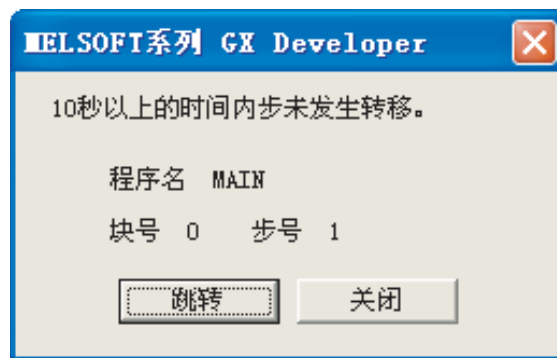 MELSOFT系列 GX Developer
10秒以上的时间内步未发生转移。
程序名 MAIN
块号 0 步号 1
跳转 关闭